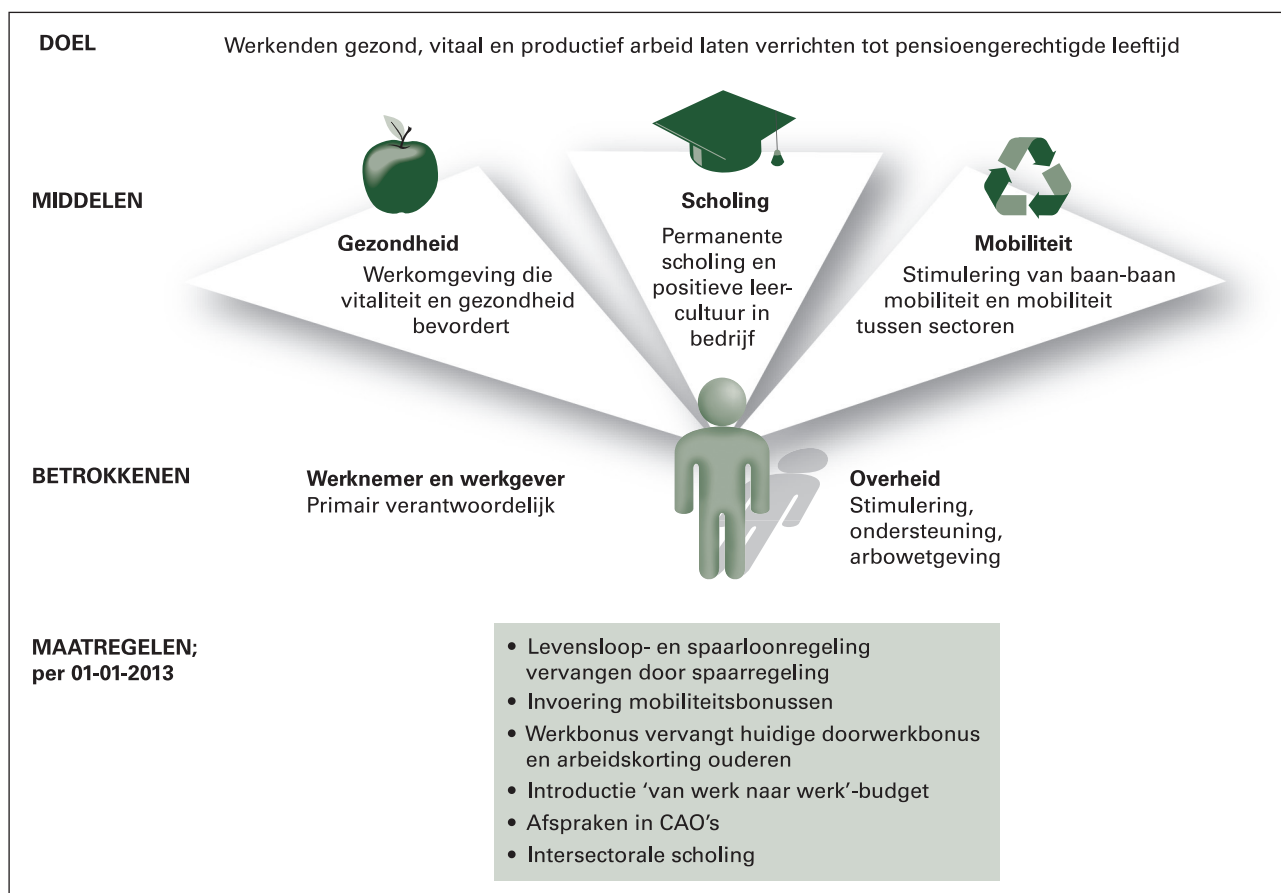 DOEL
Werkenden gezond, vitaal en productief arbeid laten verrichten tot pensioengerechtigde leeftijd
MIDDELEN
Gezondheid
Werkomgeving die
vitaliteit en gezondheid
bevordert
Scholing
Permanente
scholing en
positieve leer-
cultuur in
bedrijf
Mobiliteit
Stimulering van baan-baan
mobiliteit en mobiliteit
tussen sectoren
BETROKKENEN
Werknemer en werkgever
Primair verantwoordelijk
Overheid
Stimulering,
ondersteuning,
arbowetgeving
MAATREGELEN;
per 01-01-2013
• Levensloop- en spaarloonregeling
vervangen door spaarregeling
• Invoering mobiliteitsbonussen
• Werkbonus vervangt huidige doorwerkbonus
en arbeidskorting ouderen
• Introductie ‘van werk naar werk’-budget
• Afspraken in CAO’s
• Intersectorale scholing